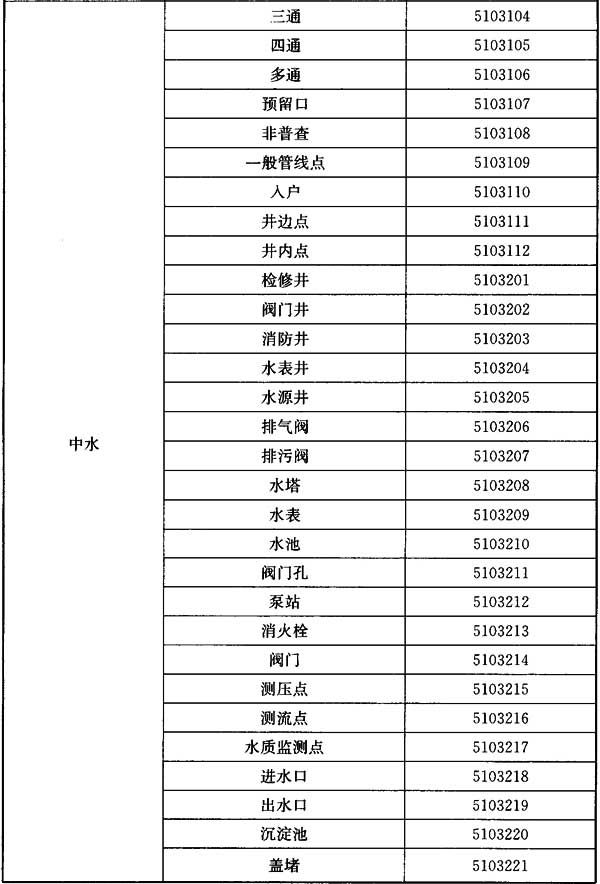 三通 5103104
四通 5103105
多通 5103106
预留口 5103107
非普查 5103108
一般管线点 5103109
入户 5103110
井边点 5103111
井内点 5103112
检修井 5103201
阀门井 5103202
消防井 5103203
水表井 5103204
水源井 5103205
排气阀 5103206
中水
排污阀 5103207
水塔 5103208
水表 5103209
水池 5103210
阀门孔 5103211
泵站 5103212
消火栓 5103213
阀门 5103214
测压点 5103215
测流点 5103216
水质监测点 5103217
进水口 5103218
出水口 5103219
沉淀池 5103220
盖堵 5103221